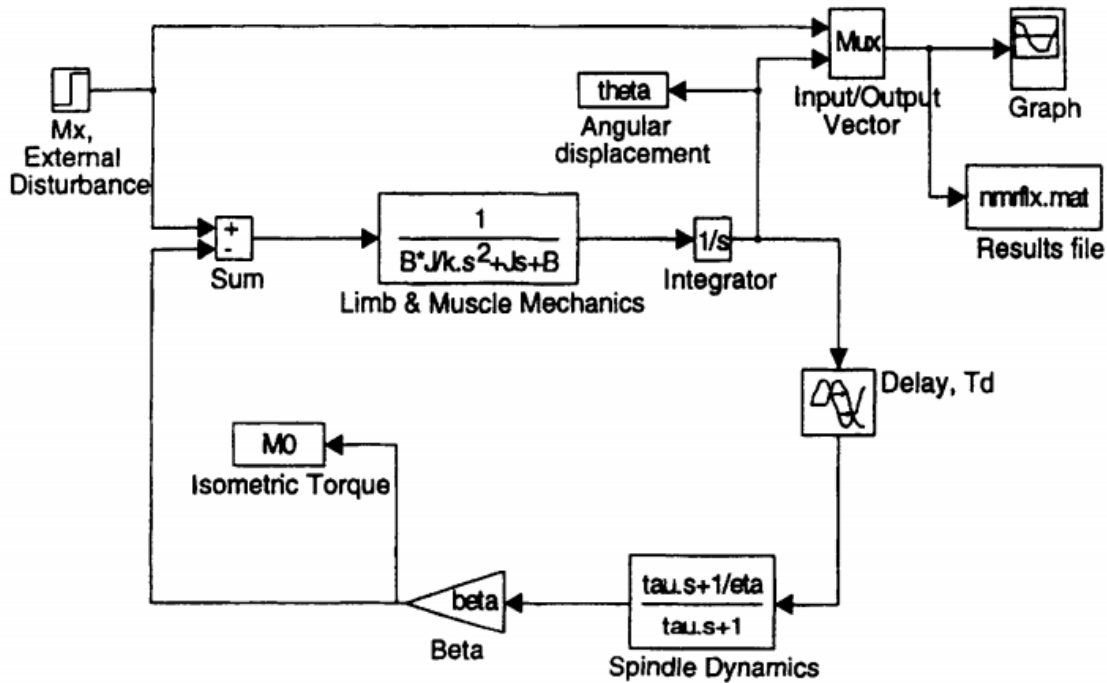 Mux
Input/Output
Vector
Graph
theta
Angular
displacement
Mx,
External
Disturbance
nmrflx.mat
Results file
+
-
Sum
1
B*J/k.s²+Js+B
Limb & Muscle Mechanics
1/s
Integrator
Delay, Td
M0
Isometric Torque
tau.s+1/eta
tau.s+1
Spindle Dynamics
beta
Beta